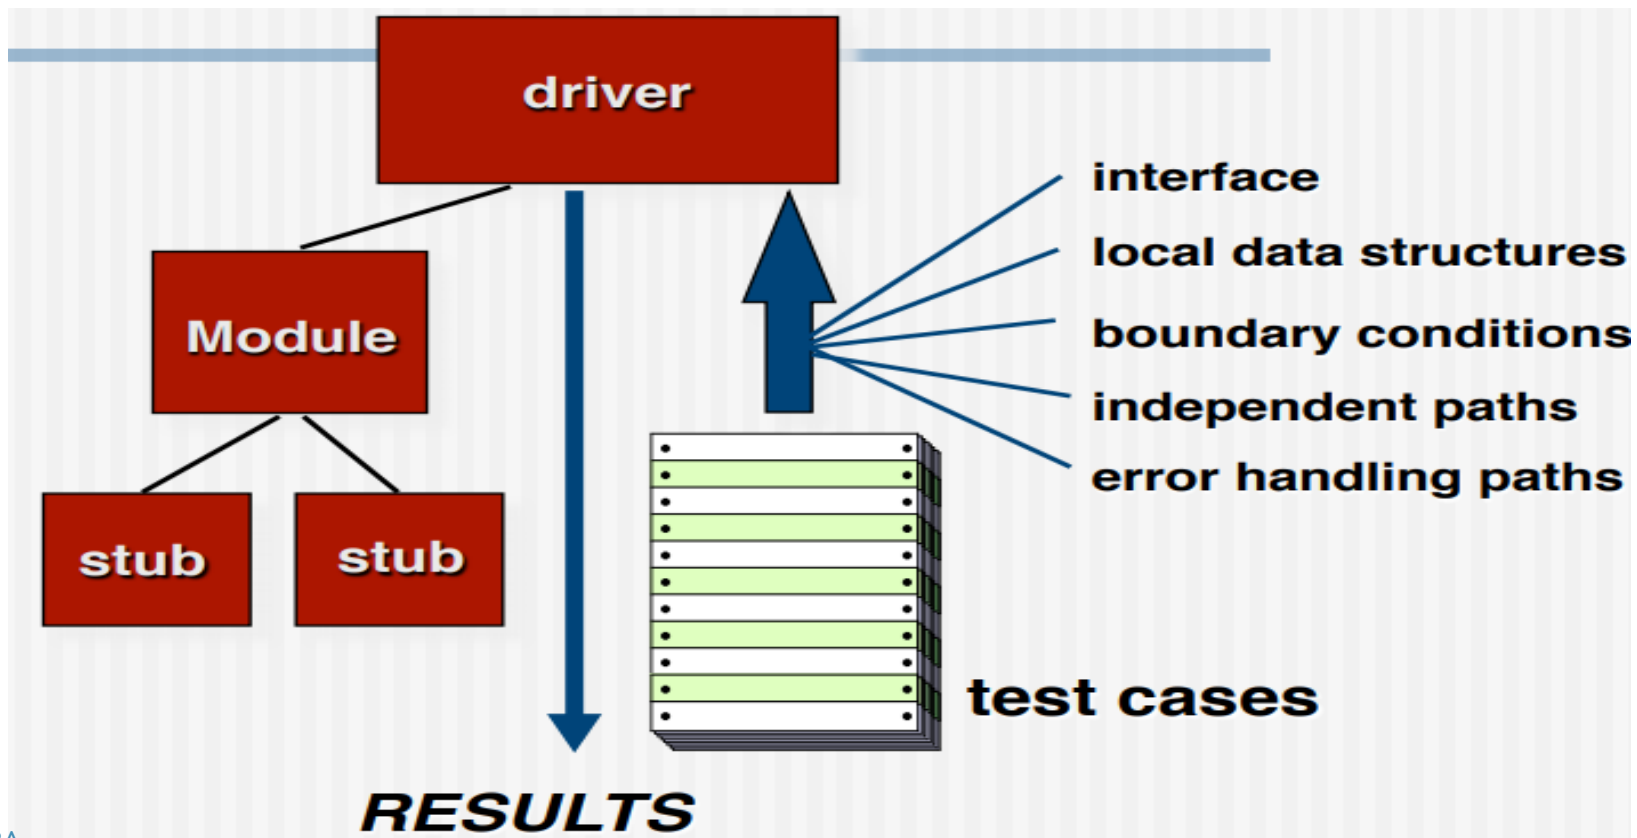 driver
interface
local data structures
Module
boundary conditions
independent paths
error handling paths
stub
stub
test cases
RESULTS